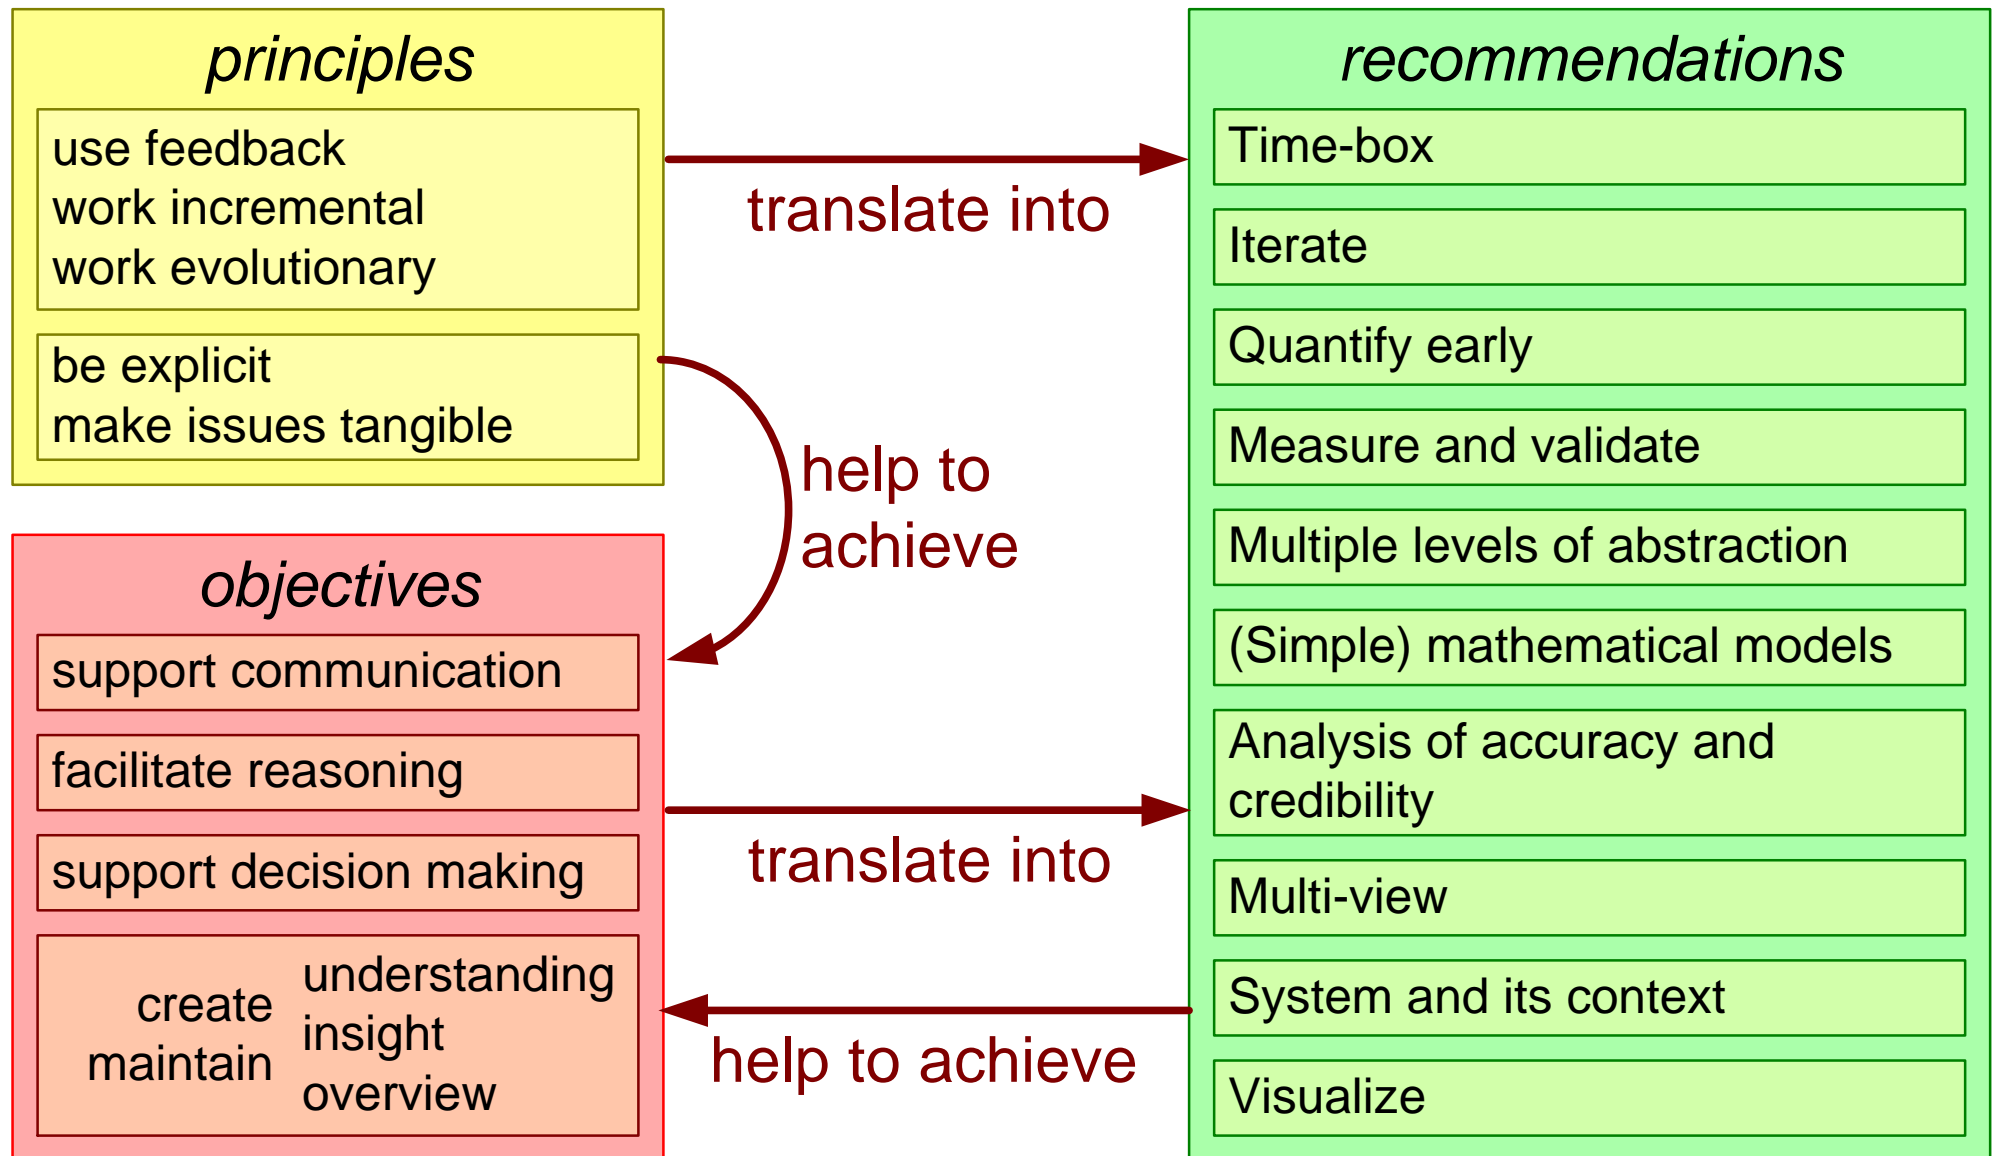 principles
use feedback
work incremental
work evolutionary
be explicit
make issues tangible
translate into
help to
achieve
objectives
support communication
facilitate reasoning
support decision making
create
maintain
understanding
insight
overview
translate into
help to achieve
recommendations
Time-box
Iterate
Quantify early
Measure and validate
Multiple levels of abstraction
(Simple) mathematical models
Analysis of accuracy and
credibility
Multi-view
System and its context
Visualize